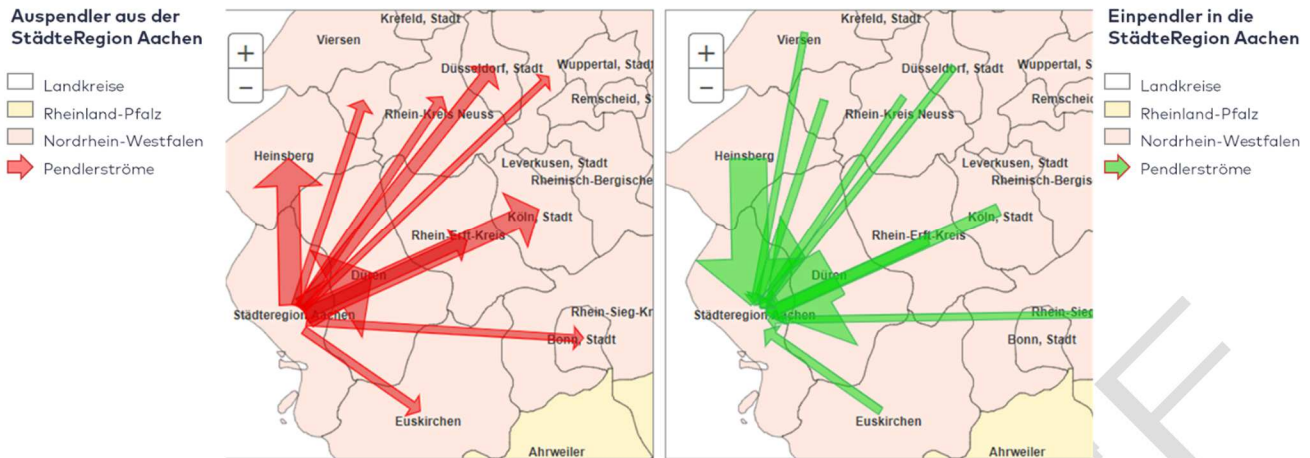 Auspendler aus der
StädteRegion Aachen
Landkreise
Rheinland-Pfalz
Nordrhein-Westfalen
Pendlerströme
+
−
Krefeld, Stadt
Viersen
Düsseldorf, Stadt
Wuppertal, Stadt
Remscheid, S
Rhein-Kreis Neuss
Heinsberg
Leverkusen, Stadt
Rheinisch-Bergische
Köln, Stadt
Rhein-Erft-Kreis
Düren
Städteregion Aachen
Rhein-Sieg-Kr
Bonn, Stadt
Euskirchen
Ahrweiler
+
−
Krefeld, Stadt
Viersen
Düsseldorf, Stadt
Wuppertal, Stad
Remscheid
Rhein-Kreis Neuss
Heinsberg
Leverkusen, Stadt
Rheinisch-Bergis
Köln, Stadt
Rhein-Erft-Kreis
Düren
Städteregion Aachen
Rhein-Sieg
Bonn, Stadt
Euskirchen
Ahrweiler
Einpendler in die
StädteRegion Aachen
Landkreise
Rheinland-Pfalz
Nordrhein-Westfalen
Pendlerströme